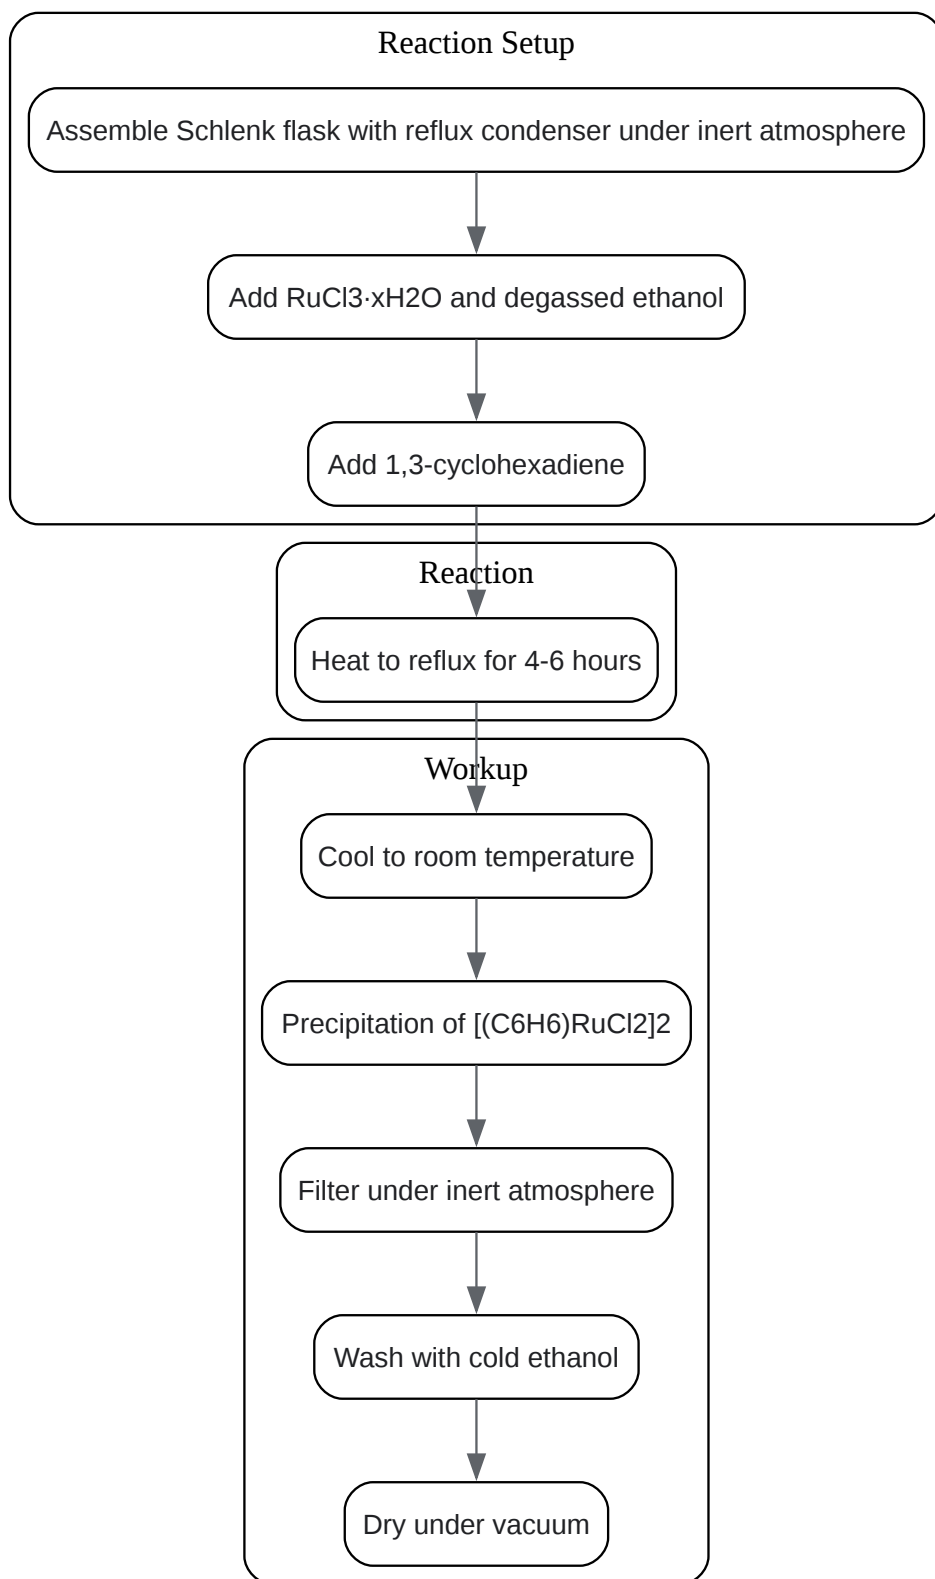 Reaction Setup
Assemble Schlenk flask with reflux condenser under inert atmosphere
Add RuCl3·xH2O and degassed ethanol
Add 1,3-cyclohexadiene
Reaction
Heat to reflux for 4-6 hours
Workup
Cool to room temperature
Precipitation of [(C6H6)RuCl2]2
Filter under inert atmosphere
Wash with cold ethanol
Dry under vacuum